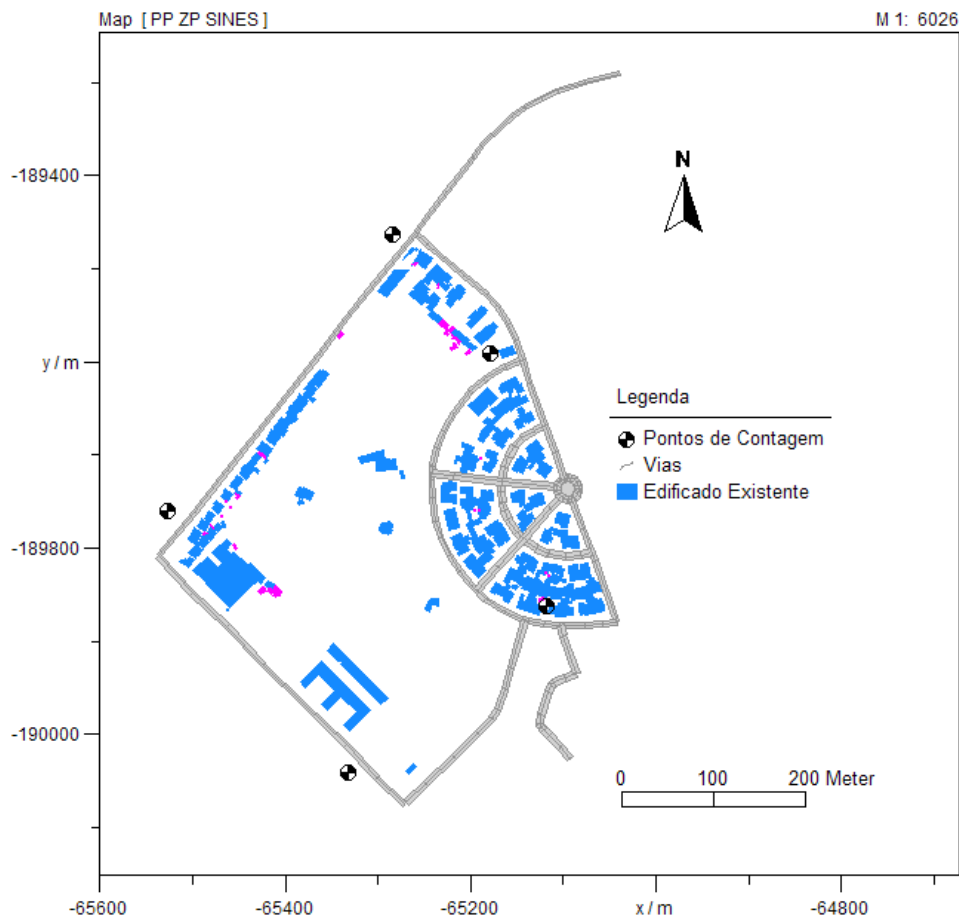 Map [ PP ZP SINES ]
M 1: 6026
-189400
N
y / m
Legenda
Pontos de Contagem
Vias
Edificado Existente
-189800
-190000
0 100 200 Meter
-65600 -65400 -65200 x / m -64800